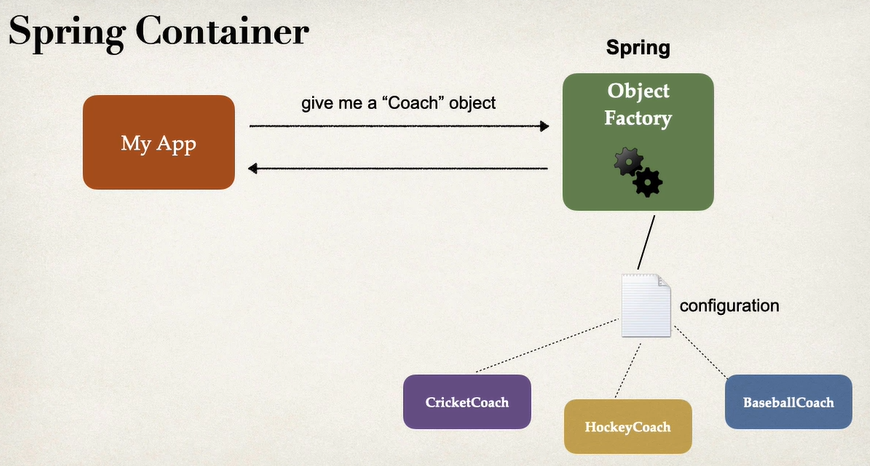 Spring Container
Spring
give me a “Coach” object
My App
Object
Factory
configuration
CricketCoach
HockeyCoach
BaseballCoach